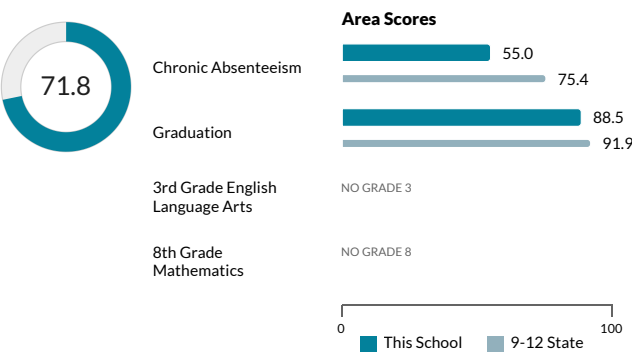 Area Scores
71.8
Chronic Absenteeism
55.0
75.4
Graduation
88.5
91.9
3rd Grade English
Language Arts
NO GRADE 3
8th Grade
Mathematics
NO GRADE 8
0
100
This School
9-12 State